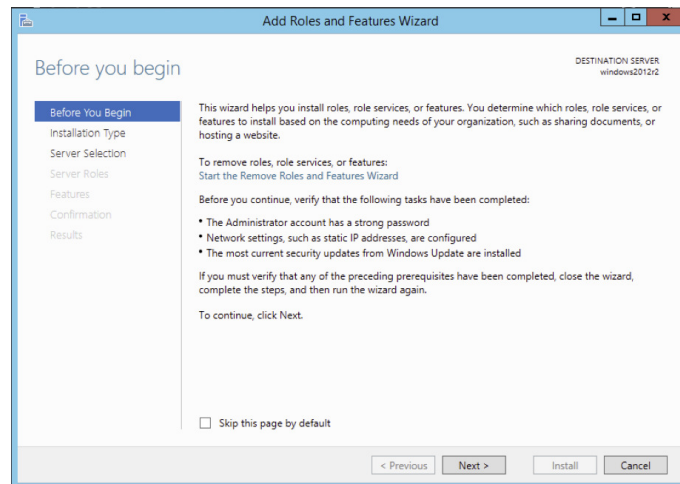 Add Roles and Features Wizard
Before you begin
DESTINATION SERVER
windows2012r2
Before You Begin
Installation Type
Server Selection
Server Roles
Features
Confirmation
Results
This wizard helps you install roles, role services, or features. You determine which roles, role services, or
features to install based on the computing needs of your organization, such as sharing documents, or
hosting a website.
To remove roles, role services, or features:
Start the Remove Roles and Features Wizard
Before you continue, verify that the following tasks have been completed:
• The Administrator account has a strong password
• Network settings, such as static IP addresses, are configured
• The most current security updates from Windows Update are installed
If you must verify that any of the preceding prerequisites have been completed, close the wizard,
complete the steps, and then run the wizard again.
To continue, click Next.
Skip this page by default
< Previous
Next >
Install
Cancel